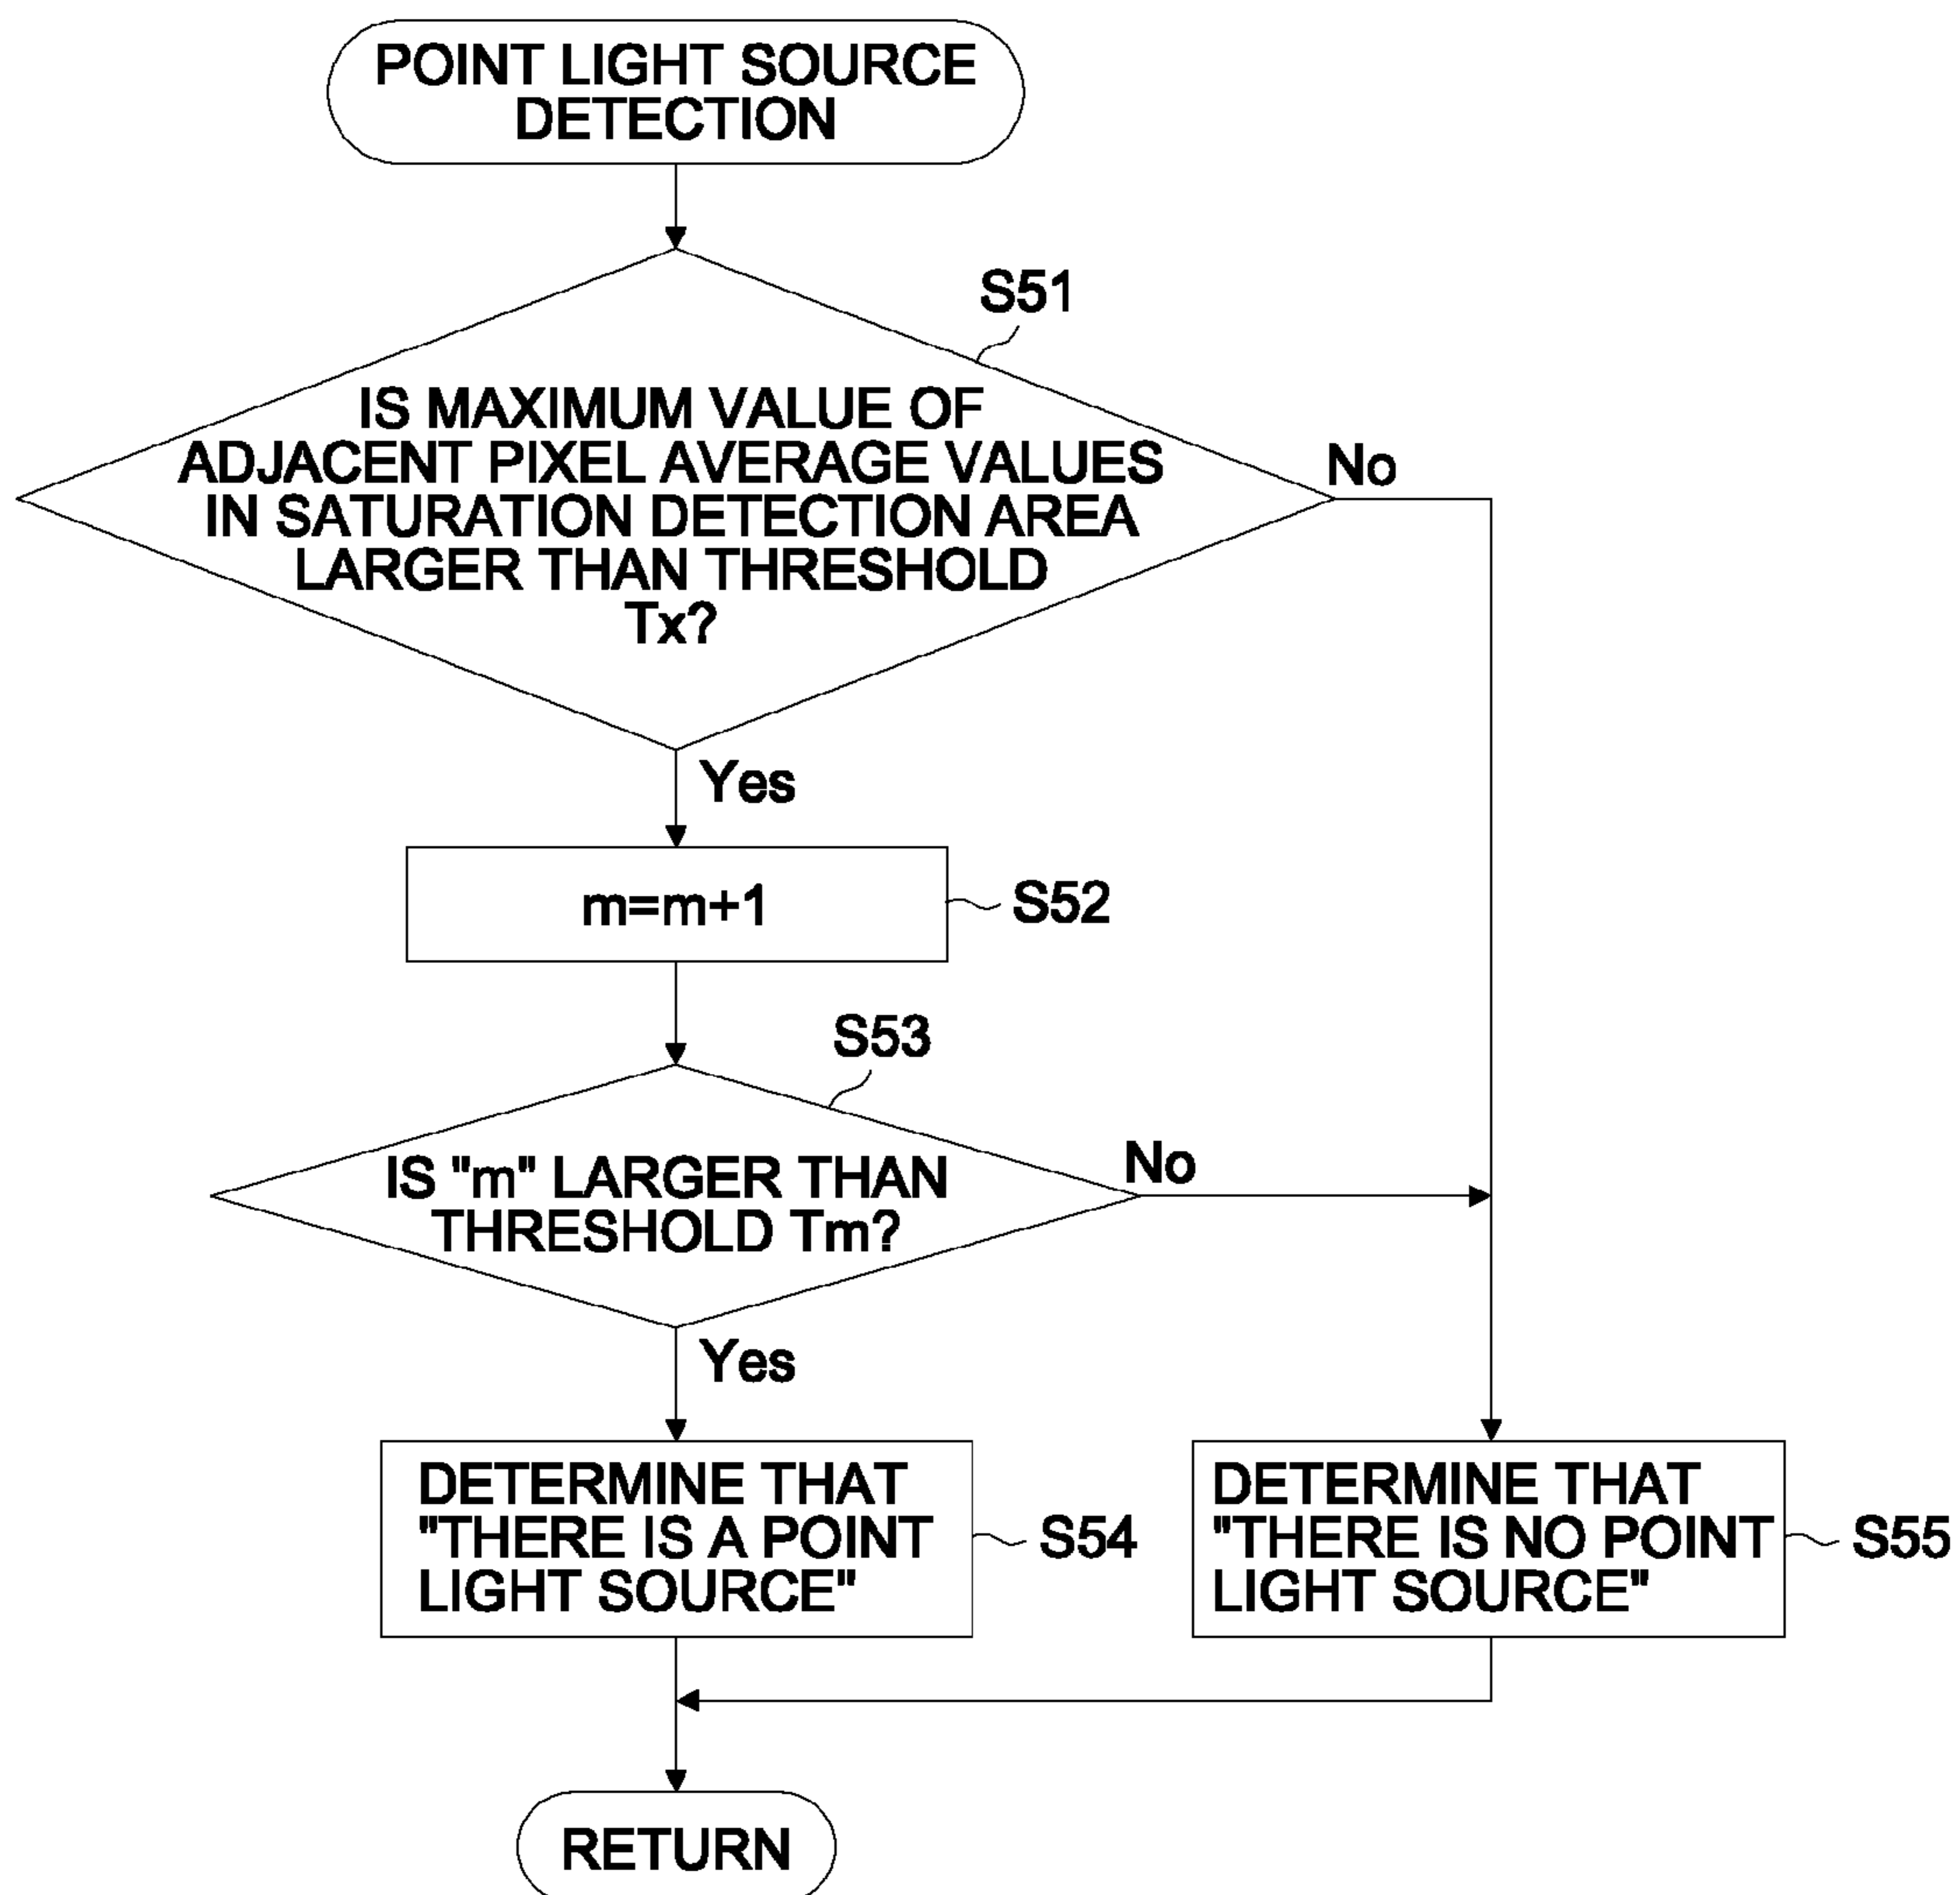 POINT LIGHT SOURCE
DETECTION
S51
IS MAXIMUM VALUE OF
ADJACENT PIXEL AVERAGE VALUES
IN SATURATION DETECTION AREA
LARGER THAN THRESHOLD
Tx?
No
Yes
m=m+1
S52
S53
IS "m" LARGER THAN
THRESHOLD Tm?
No
Yes
DETERMINE THAT
"THERE IS A POINT
LIGHT SOURCE"
S54
DETERMINE THAT
"THERE IS NO POINT
LIGHT SOURCE"
S55
RETURN